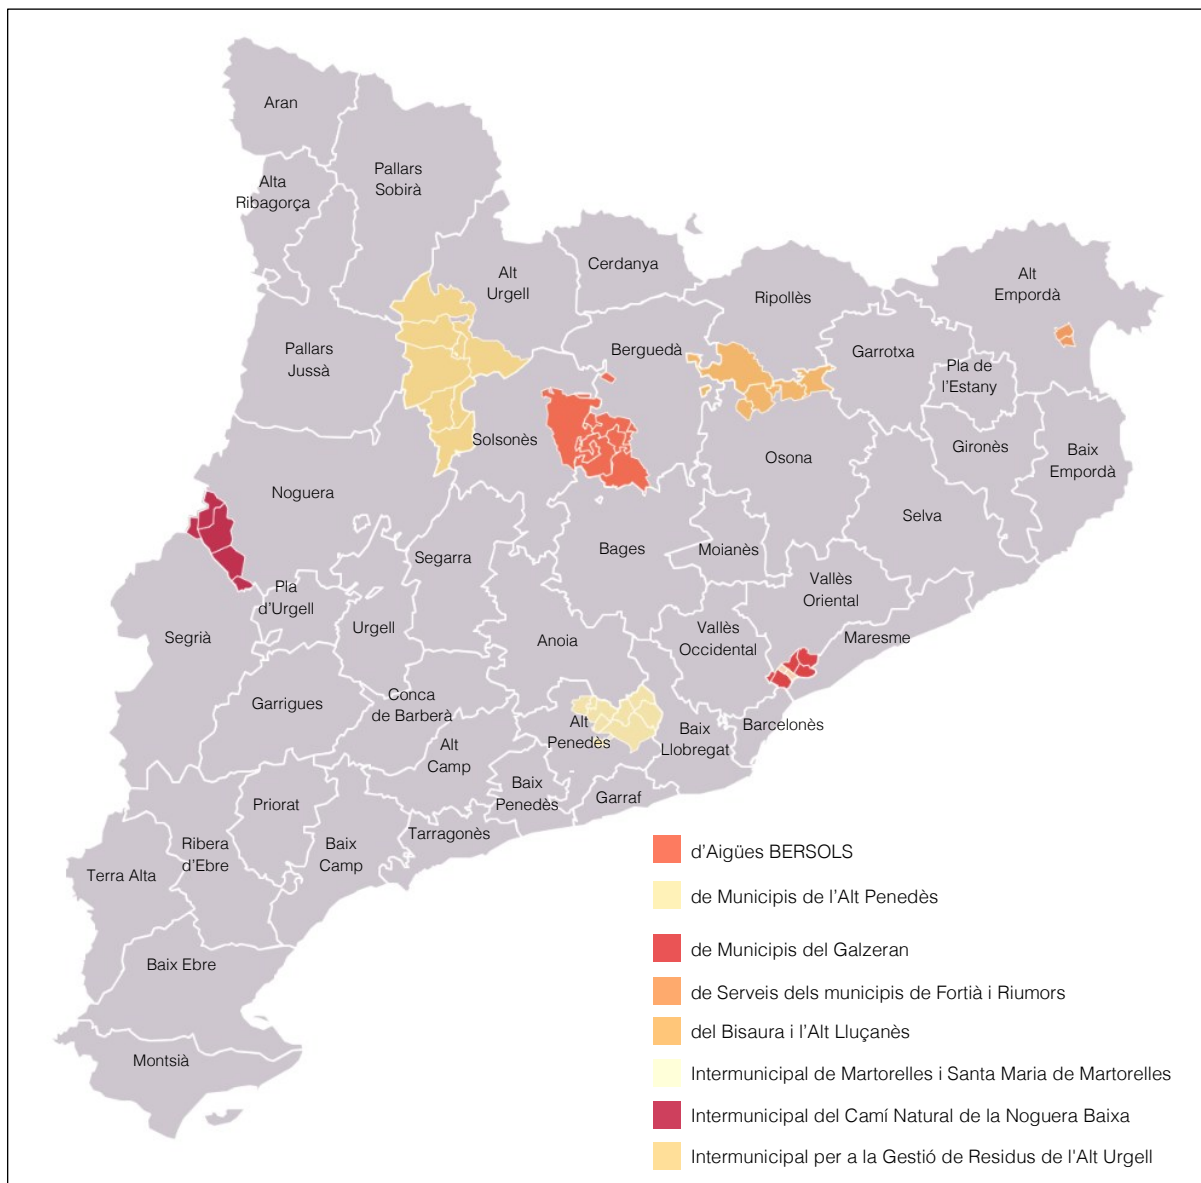 Aran
Pallars
Sobirà
Alta
Ribagorça
Alt
Urgell
Cerdanya
Ripollès
Alt
Empordà
Pallars
Jussà
Berguedà
Garrotxa
Pla de
l'Estany
Solsonès
Osona
Gironès
Baix
Empordà
Noguera
Selva
Segarra
Bages
Moianès
Pla
d'Urgell
Vallès
Oriental
Segrià
Urgell
Anoia
Vallès
Occidental
Maresme
Garrigues
Conca
de Barberà
Alt
Penedès
Baix
Llobregat
Barcelonès
Alt
Camp
Baix
Penedès
Garraf
Priorat
Tarragonès
Ribera
d'Ebre
Baix
Camp
Terra Alta
Baix Ebre
Montsià
d'Aigües BERSOLS
de Municipis de l'Alt Penedès
de Municipis del Galzeran
de Serveis dels municipis de Fortià i Riumors
del Bisaura i l'Alt Lluçanès
Intermunicipal de Martorelles i Santa Maria de Martorelles
Intermunicipal del Camí Natural de la Noguera Baixa
Intermunicipal per a la Gestió de Residus de l'Alt Urgell